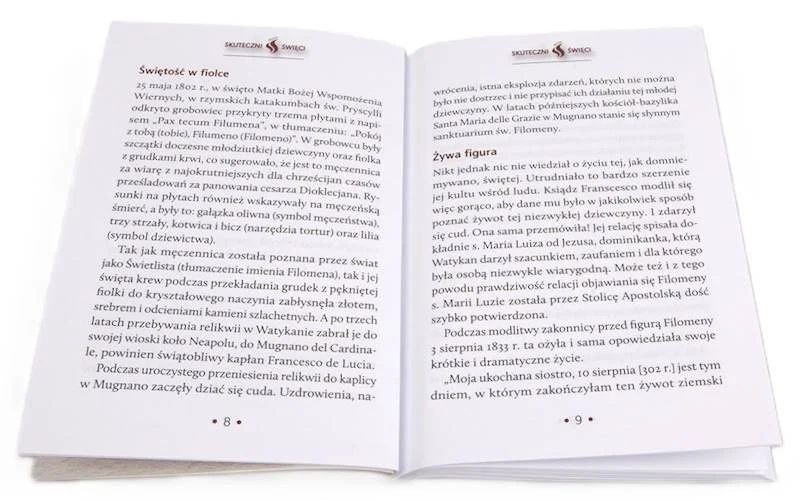 SKUTECZNI ŚWIĘCI
Świętość w fiolce
25 maja 1802 r., w święto Matki Bożej Wspomożenia
Wiernych, w rzymskich katakumbach św. Pryscylli
odkryto grobowiec przykryty trzema płytami z napi-
sem „Pax tecum Filumena”, w tłumaczeniu: „Pokój
z tobą (tobie), Filumeno (Filomeno)”. W grobowcu były
szczątki doczesne młodziutkiej dziewczyny oraz fiolka
z grudkami krwi, co sugerowało, że jest to męczennica
za wiarę z najokrutniejszych dla chrześcijan czasów
prześladowań za panowania cesarza Dioklecjana. Ry-
sunki na płytach również wskazywały na męczeńską
śmierć, a były to: gałązka oliwna (symbol męczeństwa),
trzy strzały, kotwica i bicz (narzędzia tortur) oraz lilia
(symbol dziewictwa).
Tak jak męczennica została poznana przez świat
jako Świetlista (tłumaczenie imienia Filomena), tak i jej
święta krew podczas przekładania grudek z pękniętej
fiolki do kryształowego naczynia zabłysnęła złotem,
srebrem i odcieniami kamieni szlachetnych. A po trzech
latach przebywania relikwii w Watykanie zabrał je do
swojej wioski koło Neapolu, do Mugnano del Cardina-
le, powinien świątobliwy kapłan Francesco de Lucia.
Podczas uroczystego przeniesienia relikwii do kaplicy
w Mugnano zaczęły dziać się cuda. Uzdrowienia, na-
• 8 •
SKUTECZNI ŚWIĘCI
wrócenia, istna eksplozja zdarzeń, których nie można
było nie dostrzec i nie przypisać ich działaniu tej młodej
dziewczyny. W latach późniejszych kościół-bazylika
Santa Maria delle Grazie w Mugnano stanie się słynnym
sanktuarium św. Filomeny.
Żywa figura
Nikt jednak nic nie wiedział o życiu tej, jak domnie-
mywano, świętej. Utrudniało to bardzo szerzenie
jej kultu wśród ludu. Ksiądz Franscesco modlił się
więc gorąco, aby dane mu było w jakikolwiek sposób
poznać żywot tej niezwykłej dziewczyny. I zdarzył
się cud. Ona sama przemówiła! Jej relację spisała do-
kładnie s. Maria Luiza od Jezusa, dominikanka, którą
Watykan darzył szacunkiem, zaufaniem i dla którego
była osobą niezwykle wiarygodną. Może też i z tego
powodu prawdziwość relacji objawiania się Filomeny
s. Marii Luzie została przez Stolicę Apostolską dość
szybko potwierdzona.
Podczas modlitwy zakonnicy przed figurą Filomeny
3 sierpnia 1833 r. ta ożyła i sama opowiedziała swoje
krótkie i dramatyczne życie.
„Moja ukochana siostro, 10 sierpnia [302 r.] jest tym
dniem, w którym zakończyłam ten żywot ziemski
• 9 •